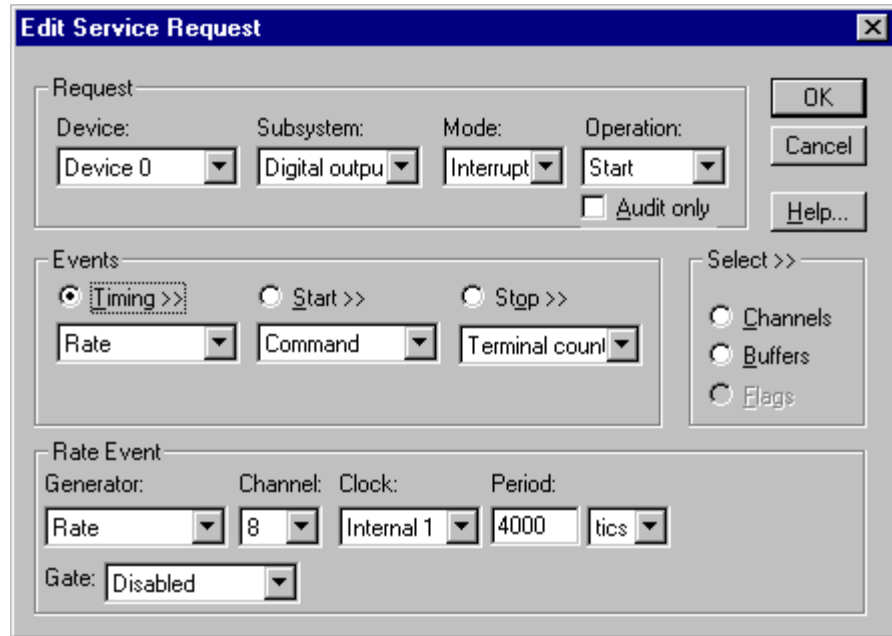 Edit Service Request
Request
OK
Device: Subsystem: Mode: Operation:
Cancel
Device 0 Digital outpu Interrupt Start
Audit only
Help...
Events
Select >>
Timing >> Start >> Stop >>
Channels
Rate Command Terminal count
Buffers
Flags
Rate Event
Generator: Channel: Clock: Period:
Rate 8 Internal 1 4000 tics
Gate: Disabled